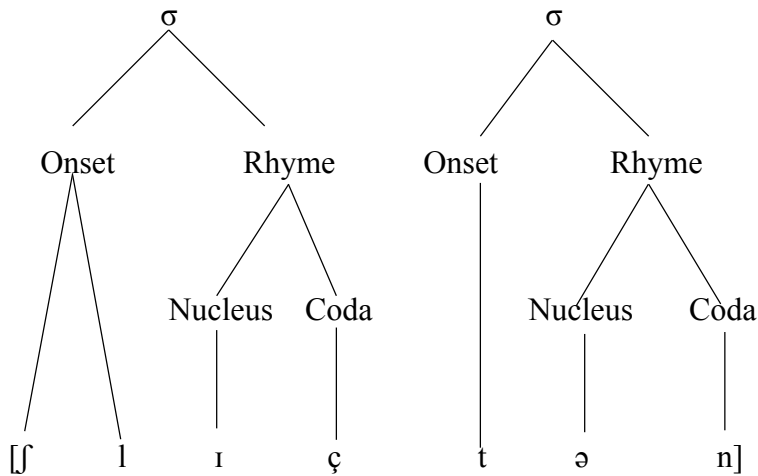 σ σ
Onset Rhyme Onset Rhyme
Nucleus Coda Nucleus Coda
[ʃ l ɪ ç t ə n]